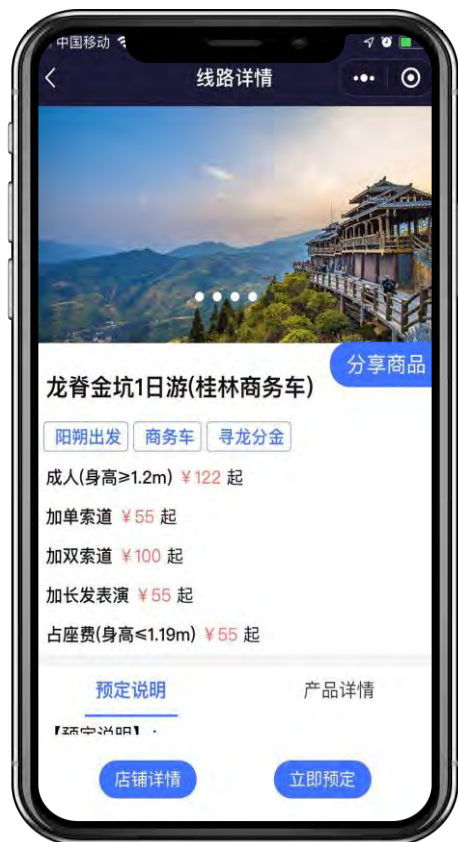 中国移动
线路详情
分享商品
龙脊金坑1日游(桂林商务车)
阳朔出发 商务车 寻龙分金
成人(身高≥1.2m) ¥122 起
加单索道 ¥55 起
加双索道 ¥100 起
加长发表演 ¥55 起
占座费(身高≤1.19m) ¥55 起
预定说明 产品详情
【预定说明】:
店铺详情 立即预定